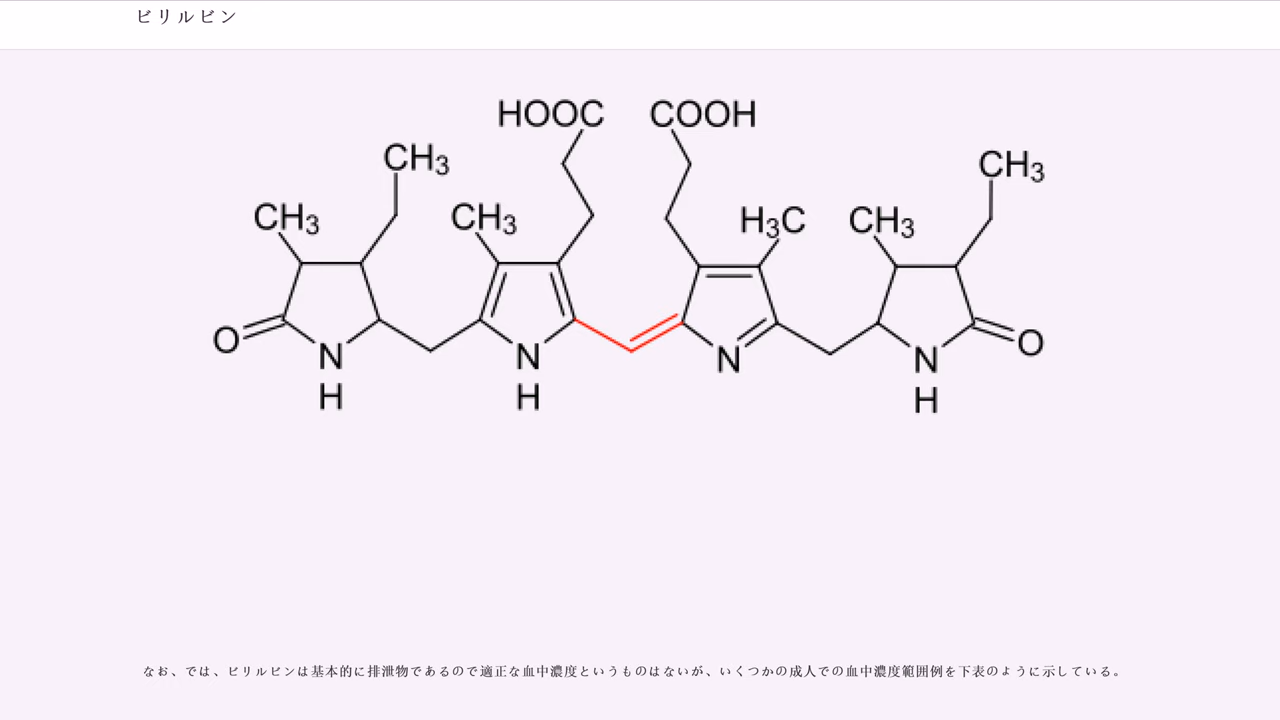 ビリルビン
HOOC COOH
CH3 CH3
CH3 CH3 H3C CH3
O N N N N O
H H H
なお、では、ビリルビンは基本的に排泄物であるので適正な血中濃度というものはないが、いくつかの成人での血中濃度範囲例を下表のように示している。